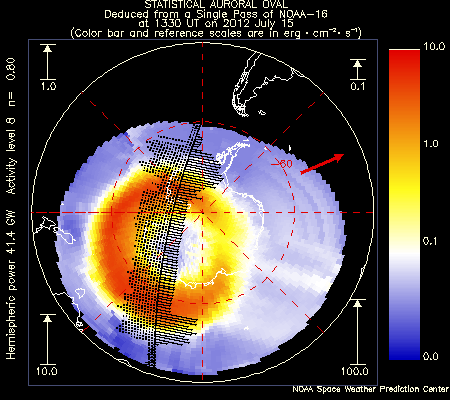 STATISTICAL AURORAL OVAL
Deduced from a Single Pass of NOAA-16
at 1330 UT on 2012 July 15
(Color bar and reference scales are in erg·cm⁻²·s⁻¹)
1.0
0.1
10.0
1.0
0.1
0.0
-60
Hemispheric power 41.4 GW Activity level 8 n= 0.80
10.0
100.0
NOAA Space Weather Prediction Center